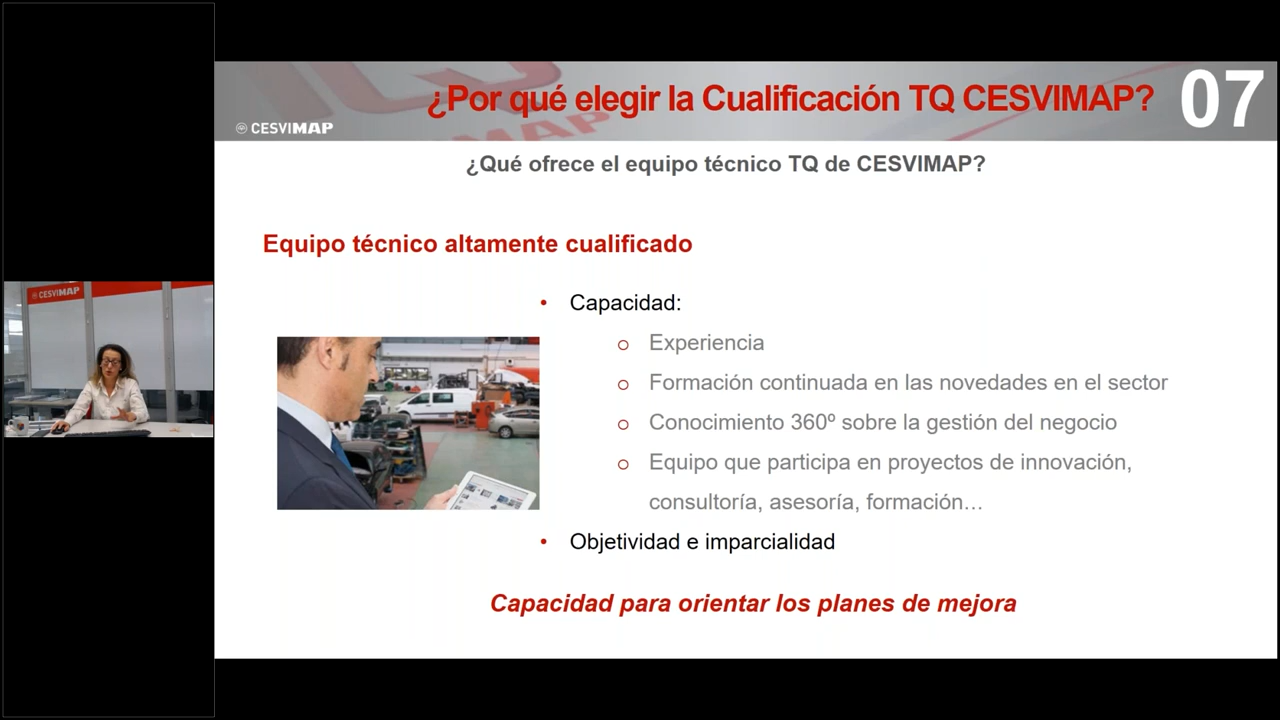 ¿Por qué elegir la Cualificación TQ CESVIMAP?
07
CESVIMAP
¿Qué ofrece el equipo técnico TQ de CESVIMAP?
Equipo técnico altamente cualificado
• Capacidad:
o Experiencia
o Formación continuada en las novedades en el sector
o Conocimiento 360º sobre la gestión del negocio
o Equipo que participa en proyectos de innovación,
consultoría, asesoría, formación…
• Objetividad e imparcialidad
Capacidad para orientar los planes de mejora
CESVIMAP